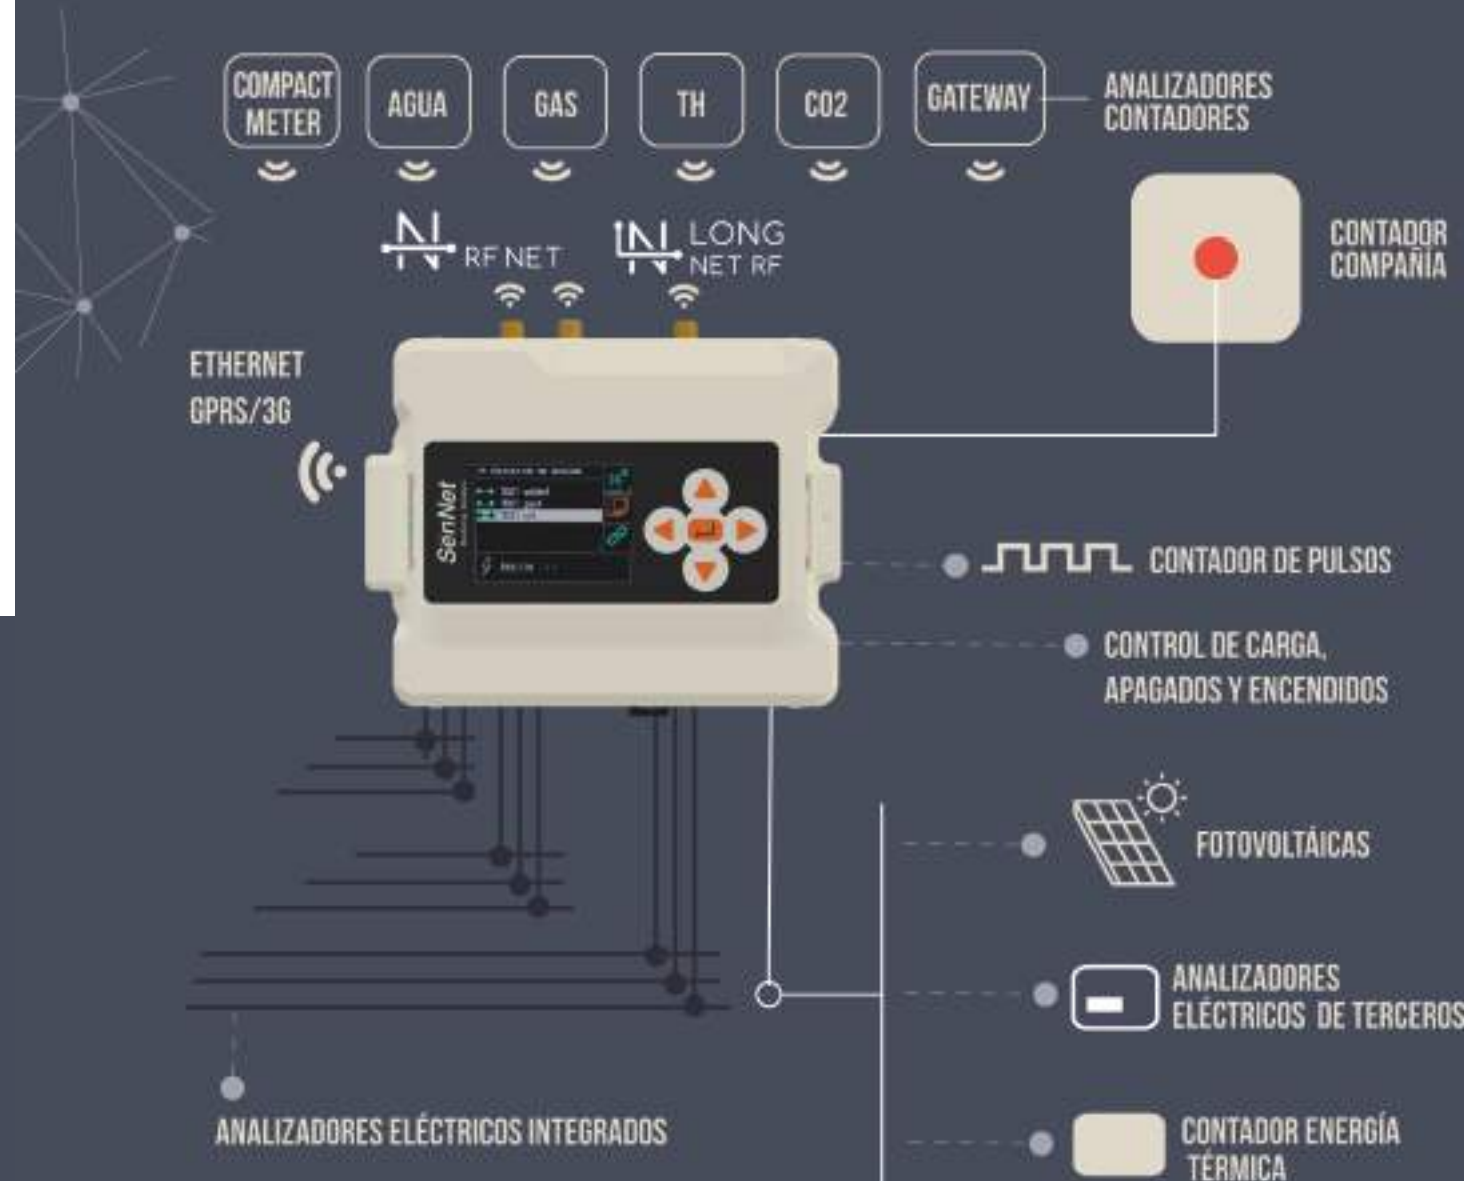 COMPACT
METER
AGUA
GAS
TH
CO2
GATEWAY
ANALIZADORES
CONTADORES
RF NET
LONG
NET RF
CONTADOR
COMPAÑÍA
ETHERNET
GPRS/3G
SenNet
CONTADOR DE PULSOS
CONTROL DE CARGA,
APAGADOS Y ENCENDIDOS
FOTOVOLTÁICAS
ANALIZADORES
ELÉCTRICOS DE TERCEROS
ANALIZADORES ELÉCTRICOS INTEGRADOS
CONTADOR ENERGÍA
TÉRMICA